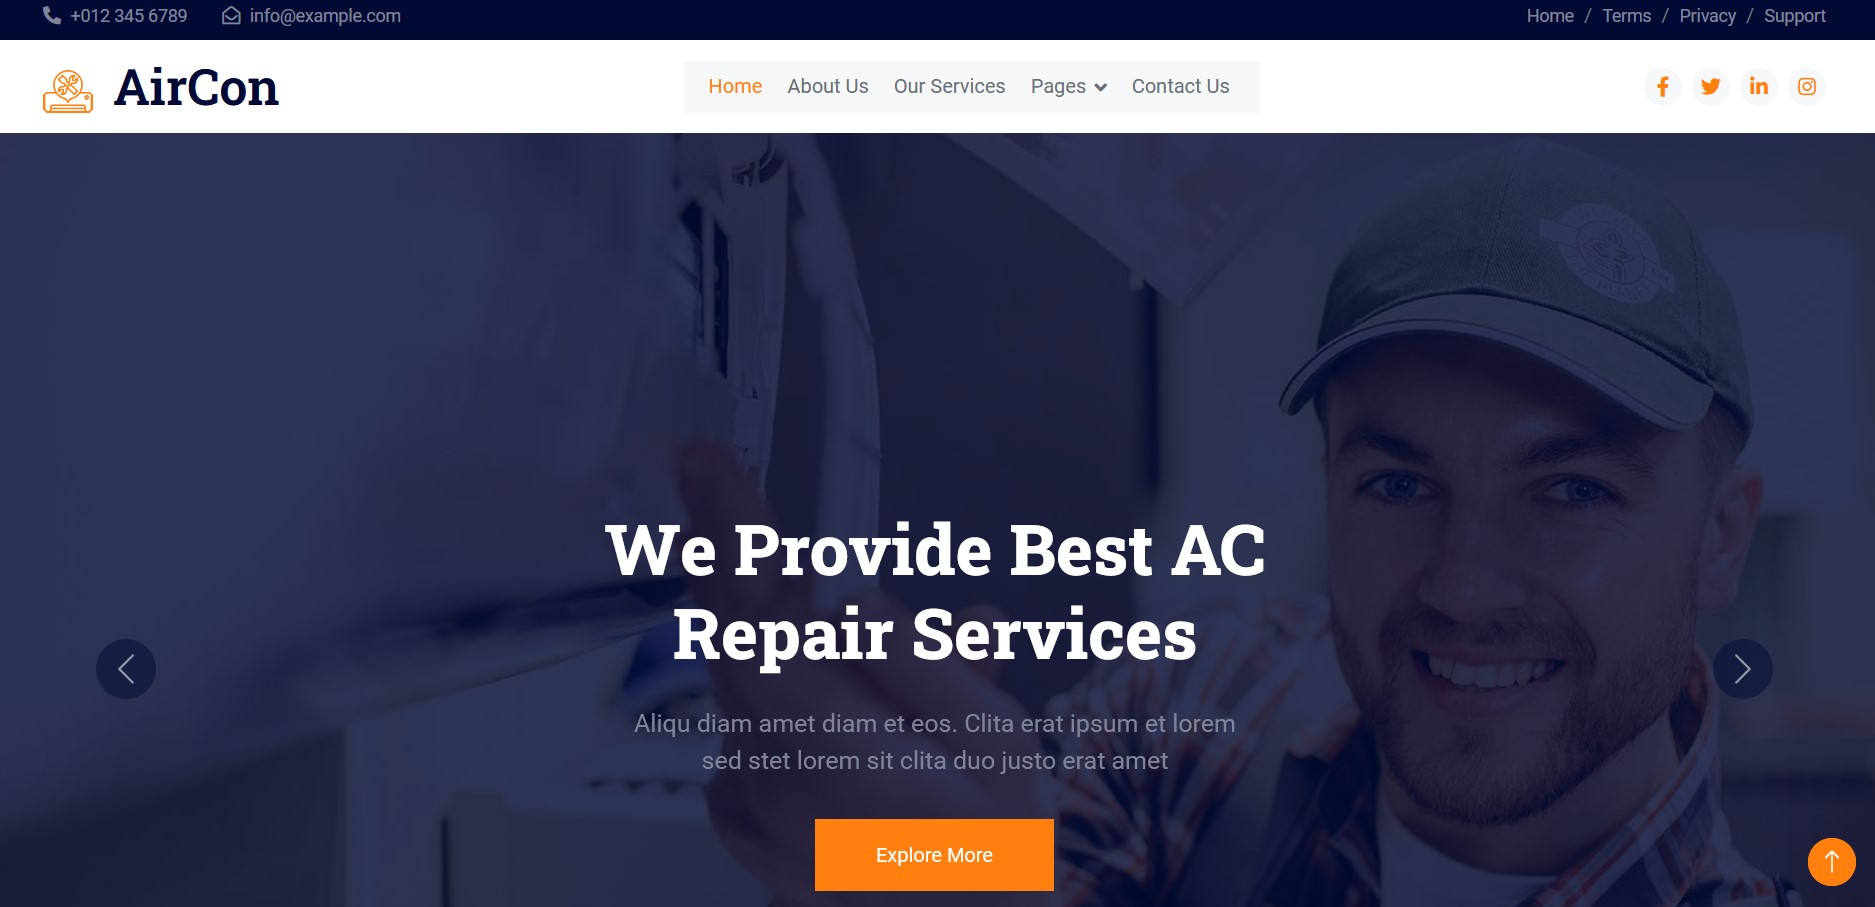 +012 345 6789 info@example.com Home / Terms / Privacy / Support
AirCon Home About Us Our Services Pages Contact Us
We Provide Best AC
Repair Services
Aliqu diam amet diam et eos. Clita erat ipsum et lorem
sed stet lorem sit clita duo justo erat amet
Explore More